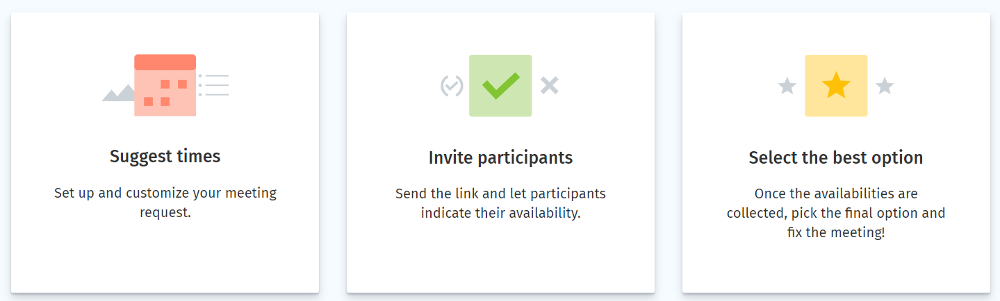 Suggest times
Set up and customize your meeting
request.
Invite participants
Send the link and let participants
indicate their availability.
Select the best option
Once the availabilities are
collected, pick the final option and
fix the meeting!